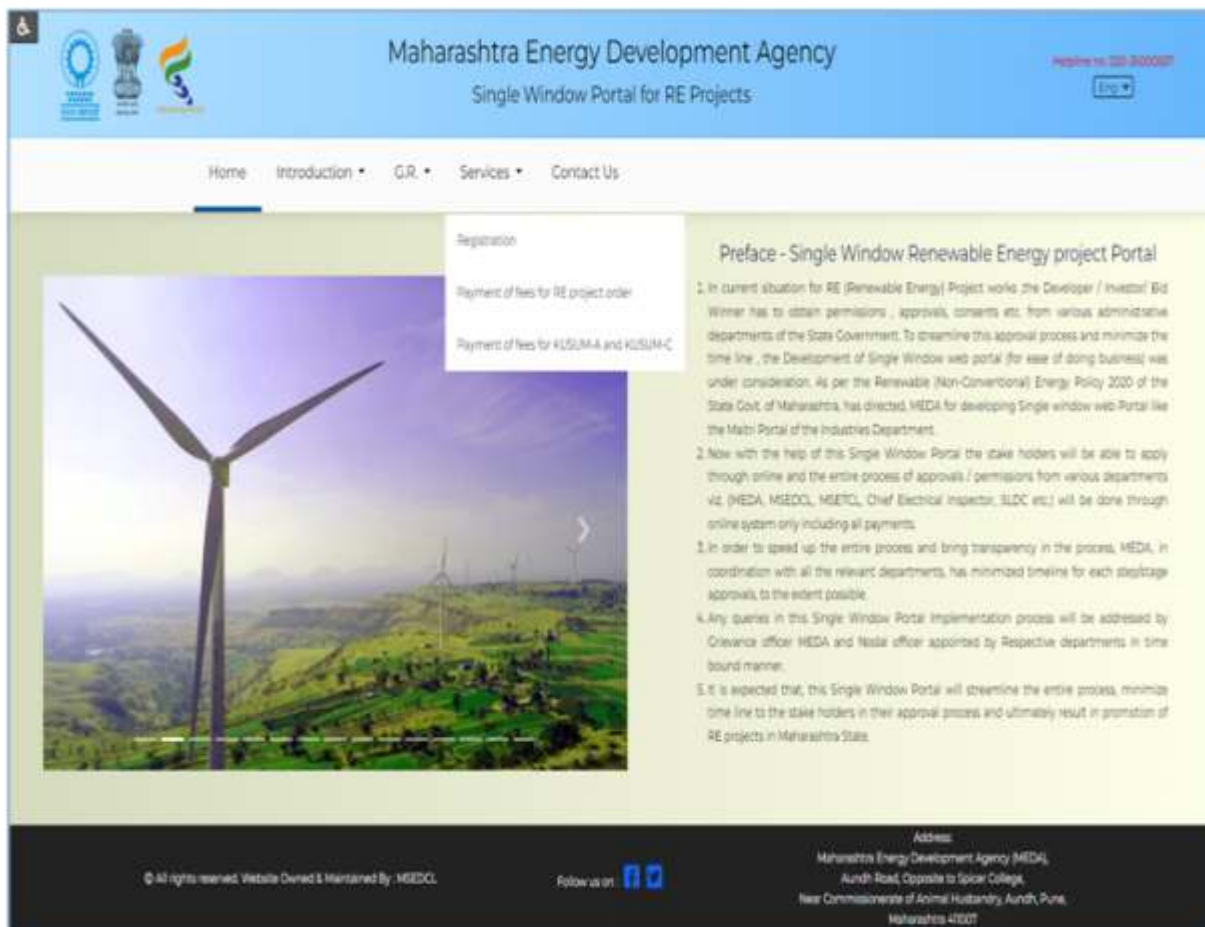 Maharashtra Energy Development Agency
Single Window Portal for RE Projects
Helpline no.
Eng
Home Introduction G.R. Services Contact Us
Registration
Payment of fees for RE project order
Payment of fees for KUSUM-A and KUSUM-C
Preface - Single Window Renewable Energy project Portal
1. In current situation for RE (Renewable Energy) Project works ,the Developer / Investor/ Bid
Winner has to obtain permissions , approvals, consents etc. from various administrative
departments of the State Government. To streamline this approval process and minimize the
time line , the Development of Single Window web portal (for ease of doing business) was
under consideration. As per the Renewable (Non-Conventional) Energy Policy 2020 of the
State Govt. of Maharashtra, has directed, MEDA for developing Single window web Portal like
the Maitri Portal of the Industries Department.
2. Now with the help of this Single Window Portal the stake holders will be able to apply
through online and the entire process of approvals / permissions from various departments
viz. (MEDA, MSEDCL, MSETCL, Chief Electrical Inspector, SLDC etc.) will be done through
online system only including all payments.
3. In order to speed up the entire process and bring transparency in the process, MEDA, in
coordination with all the relevant departments, has minimized timeline for each step/stage
approvals, to the extent possible.
4. Any queries in this Single Window Portal Implementation process will be addressed by
Grievance officer MEDA and Nodal officer appointed by Respective departments in time
bound manner.
5. It is expected that, this Single Window Portal will streamline the entire process, minimize
time line to the stake holders in their approval process and ultimately result in promotion of
RE projects in Maharashtra State.
© All rights reserved. Website Owned & Maintained By : MSEDCL
Follow us on :
Address:
Maharashtra Energy Development Agency (MEDA),
Aundh Road, Opposite to Spicer College,
Near Commissionerate of Animal Husbandry, Aundh, Pune,
Maharashtra 411007